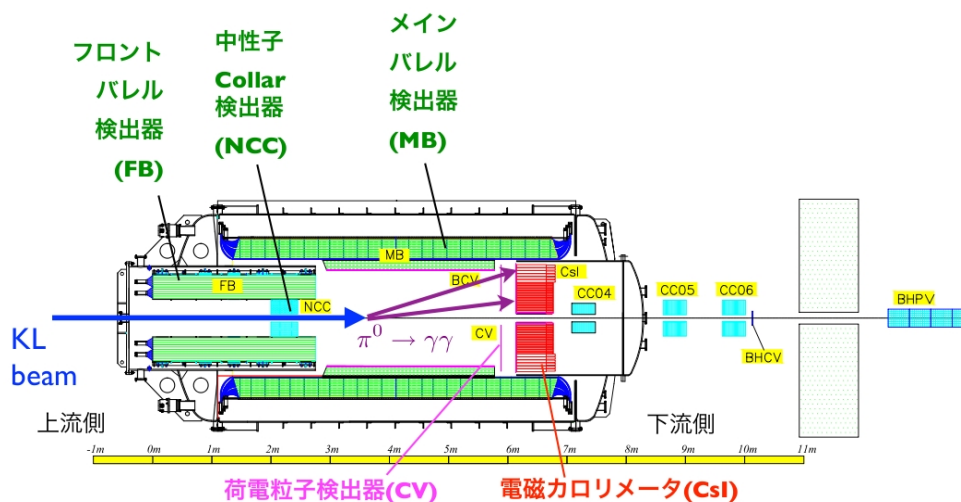 フロント
バレル
検出器
(FB)
中性子
Collar
検出器
(NCC)
メイン
バレル
検出器
(MB)
MB
BCV
CsI
FB
NCC
CC04
CC05
CC06
BHPV
CV
BHCV
π⁰ → γγ
KL
beam
上流側
下流側
-1m 0m 1m 2m 3m 4m 5m 6m 7m 8m 9m 10m 11m
荷電粒子検出器(CV)
電磁カロリメータ(CsI)